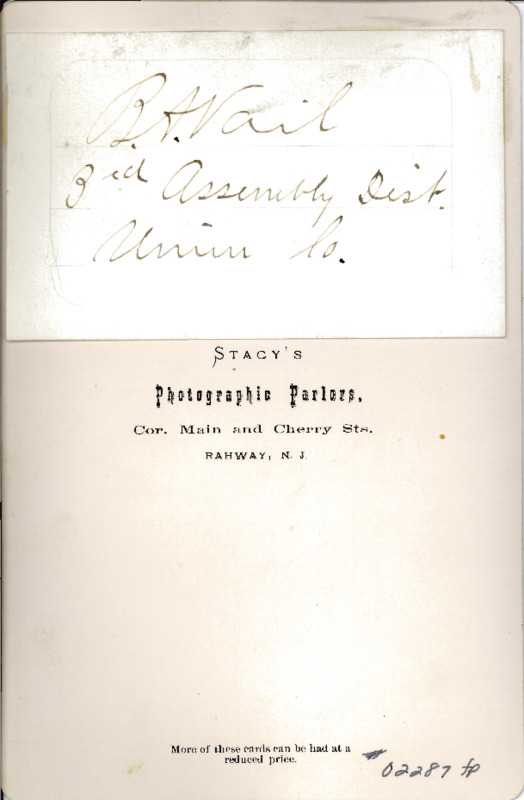 B. A. Vail
3rd Assembly Dist.
Union Co.
STACY'S
Photographic Parlors,
Cor. Main and Cherry Sts.
RAHWAY, N. J.
More of these cards can be had at a
reduced price.
02287 fp